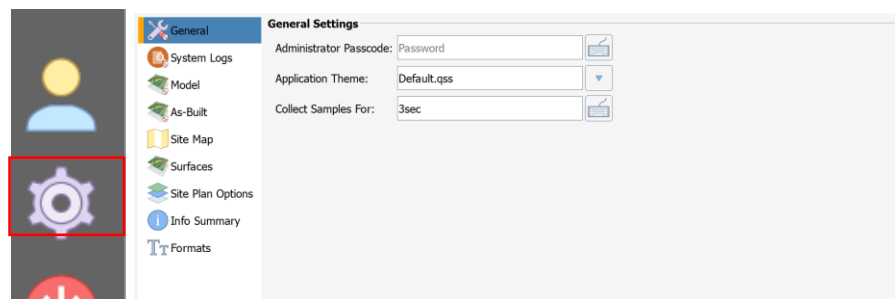 General
System Logs
Model
As-Built
Site Map
Surfaces
Site Plan Options
Info Summary
Formats
General Settings
Administrator Passcode: Password
Application Theme: Default.qss
Collect Samples For: 3sec